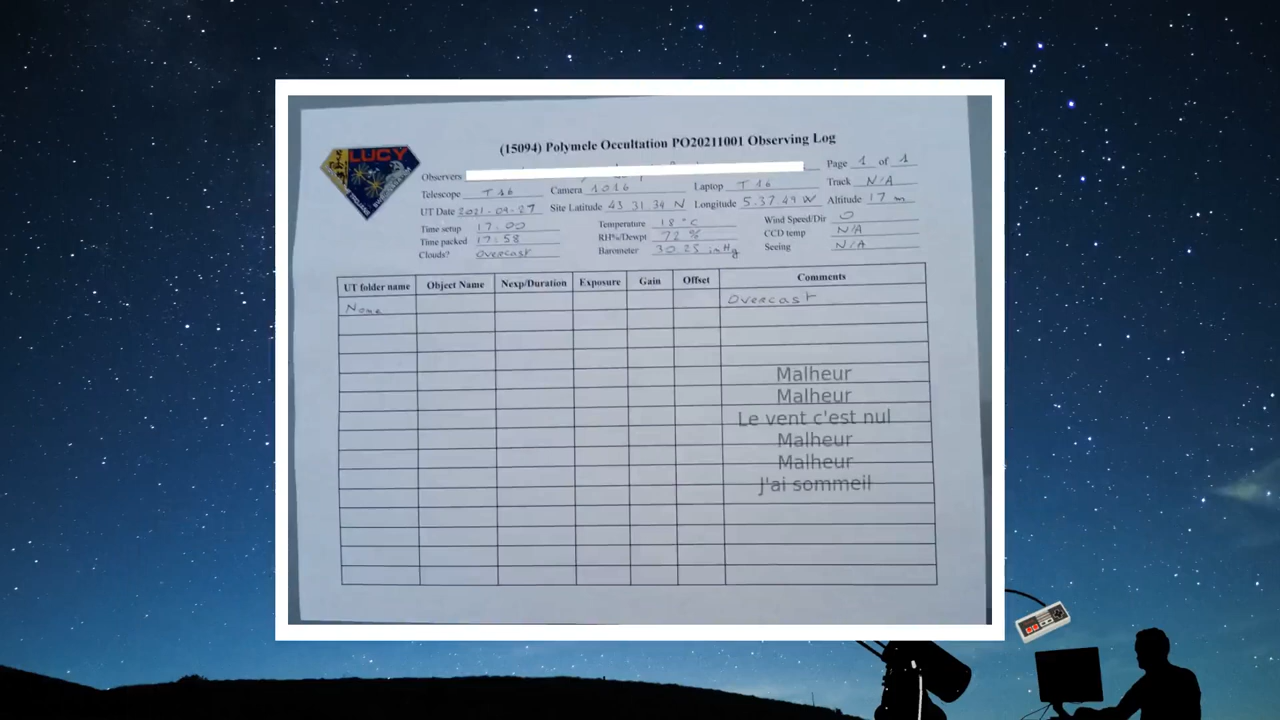 LUCY
(15094) Polymele Occultation PO20211001 Observing Log
Observers
Page 1 of 1
Telescope T 46 Camera 1016 Laptop T 16 Track N/A
UT Date 2021-09-27 Site Latitude 43 31 34 N Longitude 5.37 49 W Altitude 17 m
Time setup 17:00 Temperature 18°C Wind Speed/Dir 0
Time packed 17:58 RH%/Dewpt 72 % CCD temp N/A
Clouds? Overcast Barometer 30.25 inHg Seeing N/A
UT folder name Object Name Nexp/Duration Exposure Gain Offset Comments
None Overcast
Malheur
Malheur
Le vent c'est nul
Malheur
Malheur
J'ai sommeil